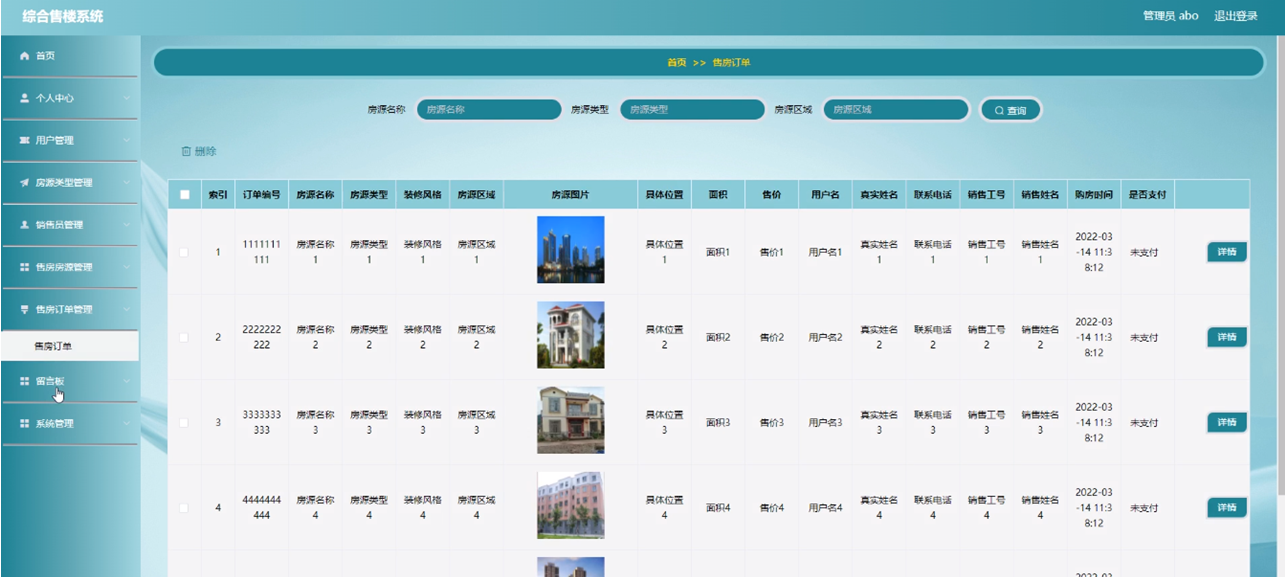 综合售楼系统
管理员 abo 退出登录
首页
个人中心
用户管理
房源类型管理
销售员管理
售房房源管理
售房订单管理
售房订单
留言板
系统管理
首页 >> 售房订单
房源名称 房源名称 房源类型 房源类型 房源区域 房源区域 查询
删除
索引 订单编号 房源名称 房源类型 装修风格 房源区域 房源图片 具体位置 面积 售价 用户名 真实姓名 联系电话 销售工号 销售姓名 购房时间 是否支付
1 1111111111 房源名称1 房源类型1 装修风格1 房源区域1 具体位置1 面积1 售价1 用户名1 真实姓名1 联系电话1 销售工号1 销售姓名1 2022-03-14 11:38:12 未支付 详情
2 2222222222 房源名称2 房源类型2 装修风格2 房源区域2 具体位置2 面积2 售价2 用户名2 真实姓名2 联系电话2 销售工号2 销售姓名2 2022-03-14 11:38:12 未支付 详情
3 3333333333 房源名称3 房源类型3 装修风格3 房源区域3 具体位置3 面积3 售价3 用户名3 真实姓名3 联系电话3 销售工号3 销售姓名3 2022-03-14 11:38:12 未支付 详情
4 4444444444 房源名称4 房源类型4 装修风格4 房源区域4 具体位置4 面积4 售价4 用户名4 真实姓名4 联系电话4 销售工号4 销售姓名4 2022-03-14 11:38:12 未支付 详情